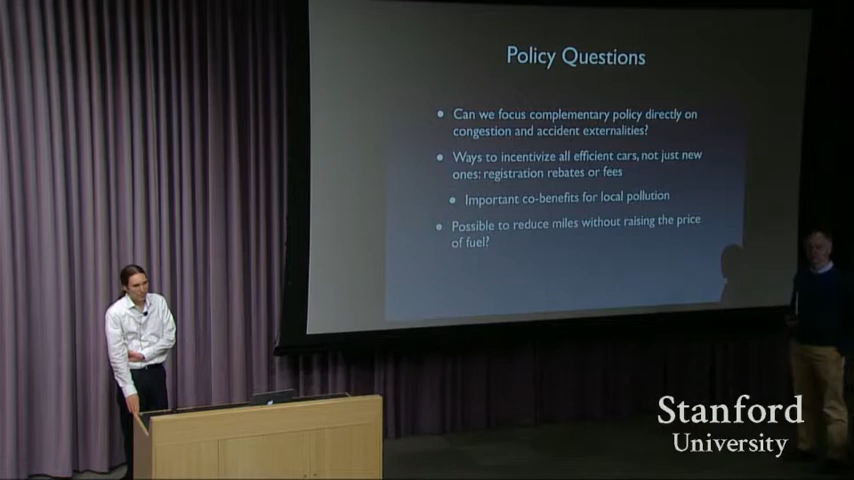 Policy Questions
Can we focus complementary policy directly on
congestion and accident externalities?
Ways to incentivize all efficient cars, not just new
ones: registration rebates or fees
Important co-benefits for local pollution
Possible to reduce miles without raising the price
of fuel?
Stanford
University